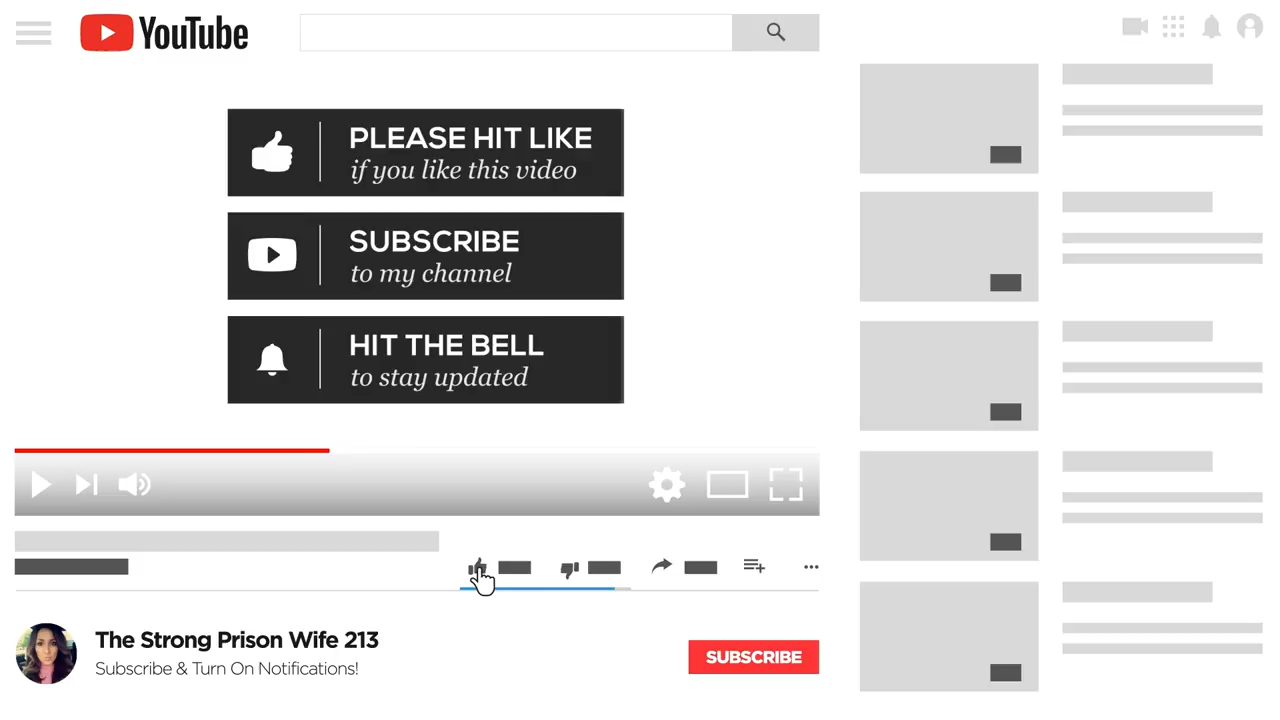 YouTube
PLEASE HIT LIKE
if you like this video
SUBSCRIBE
to my channel
HIT THE BELL
to stay updated
The Strong Prison Wife 213
Subscribe & Turn On Notifications!
SUBSCRIBE